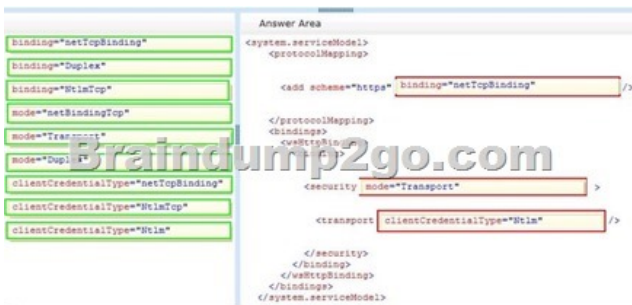 Answer Area
binding="netTcpBinding"
binding="Duplex"
binding="NtlmTcp"
mode="netBindingTcp"
mode="Transport"
mode="Duplex"
clientCredentialType="netTcpBinding"
clientCredentialType="NtlmTcp"
clientCredentialType="Ntlm"
<system.serviceModel>
<protocolMapping>
<add scheme="https" binding="netTcpBinding" />
</protocolMapping>
<bindings>
<wsHttpBinding>
<security mode="Transport" >
<transport clientCredentialType="Ntlm" />
</security>
</binding>
</wsHttpBinding>
</bindings>
</system.serviceModel>
Braindump2go.com